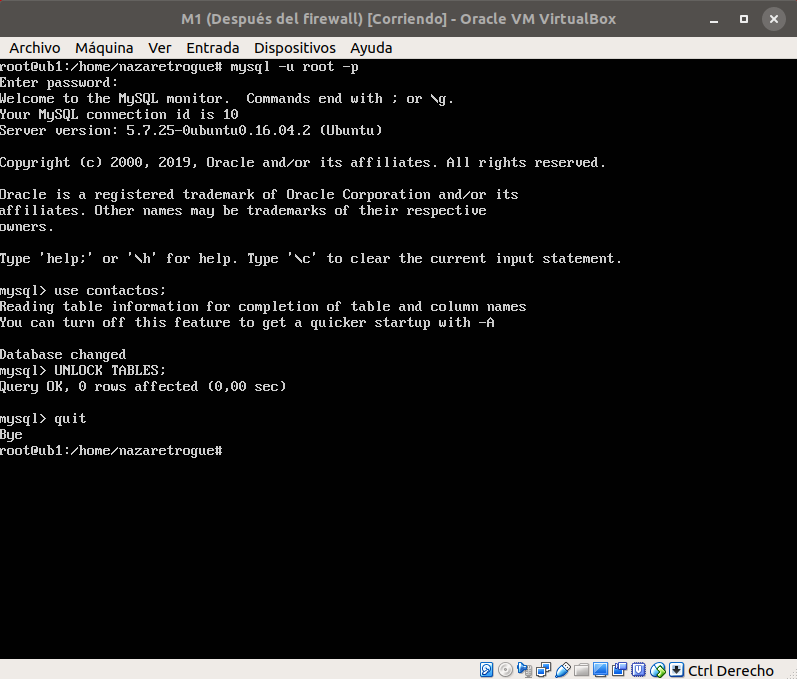 M1 (Después del firewall) [Corriendo] - Oracle VM VirtualBox
Archivo Máquina Ver Entrada Dispositivos Ayuda
root@ub1:/home/nazaretrogue# mysql -u root -p
Enter password:
Welcome to the MySQL monitor.  Commands end with ; or \g.
Your MySQL connection id is 10
Server version: 5.7.25-0ubuntu0.16.04.2 (Ubuntu)
Copyright (c) 2000, 2019, Oracle and/or its affiliates. All rights reserved.
Oracle is a registered trademark of Oracle Corporation and/or its
affiliates. Other names may be trademarks of their respective
owners.
Type 'help;' or '\h' for help. Type '\c' to clear the current input statement.
mysql> use contactos;
Reading table information for completion of table and column names
You can turn off this feature to get a quicker startup with -A
Database changed
mysql> UNLOCK TABLES;
Query OK, 0 rows affected (0,00 sec)
mysql> quit
Bye
root@ub1:/home/nazaretrogue#
Ctrl Derecho